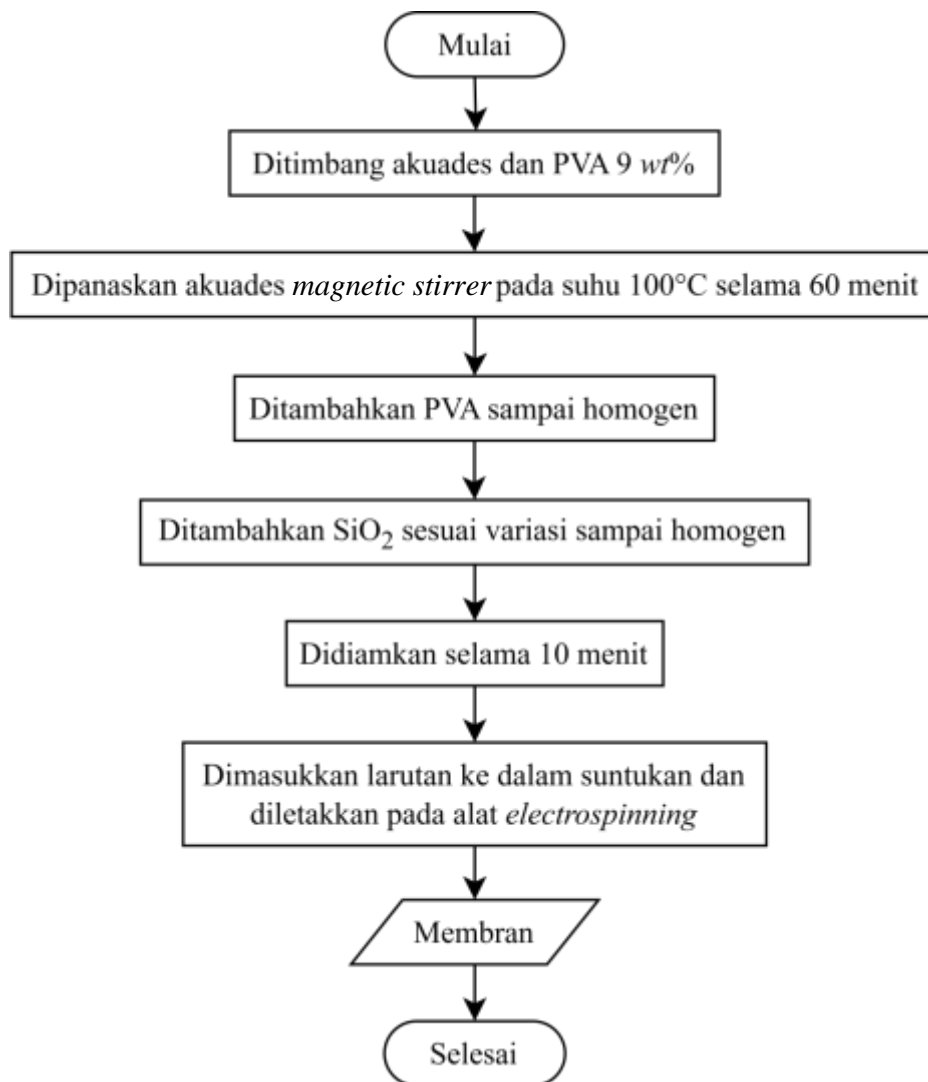 Mulai
Ditimbang akuades dan PVA 9 wt%
Dipanaskan akuades magnetic stirrer pada suhu 100°C selama 60 menit
Ditambahkan PVA sampai homogen
Ditambahkan SiO₂ sesuai variasi sampai homogen
Didiamkan selama 10 menit
Dimasukkan larutan ke dalam suntukan dan
diletakkan pada alat electrospinning
Membran
Selesai